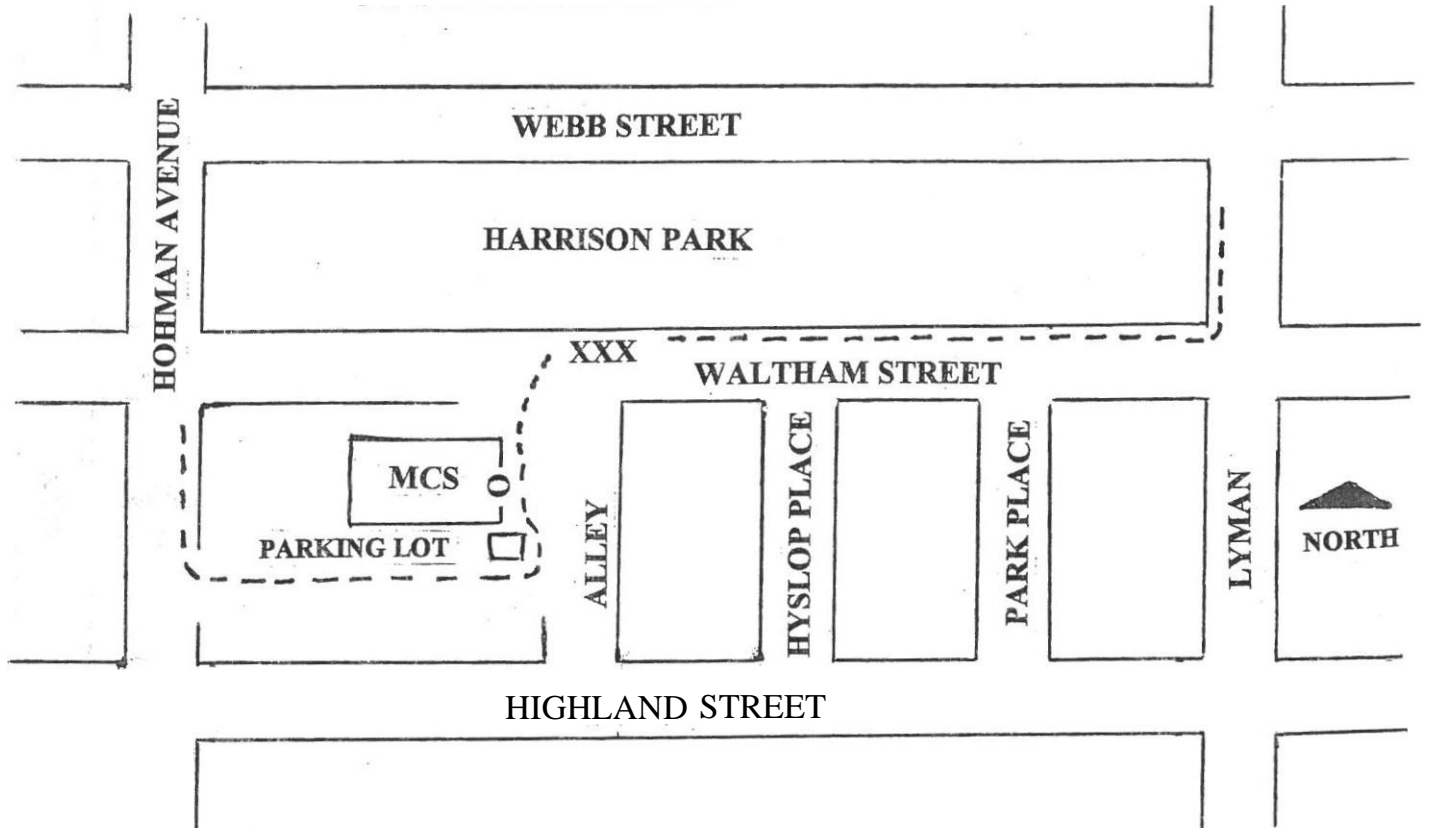 WEBB STREET
HOHMAN AVENUE
HARRISON PARK
XXX
WALTHAM STREET
MCS
O
PARKING LOT
ALLEY
HYSLOP PLACE
PARK PLACE
LYMAN
NORTH
HIGHLAND STREET